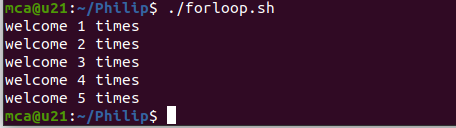 mca@u21:~/Philip$ ./forloop.sh
welcome 1 times
welcome 2 times
welcome 3 times
welcome 4 times
welcome 5 times
mca@u21:~/Philip$